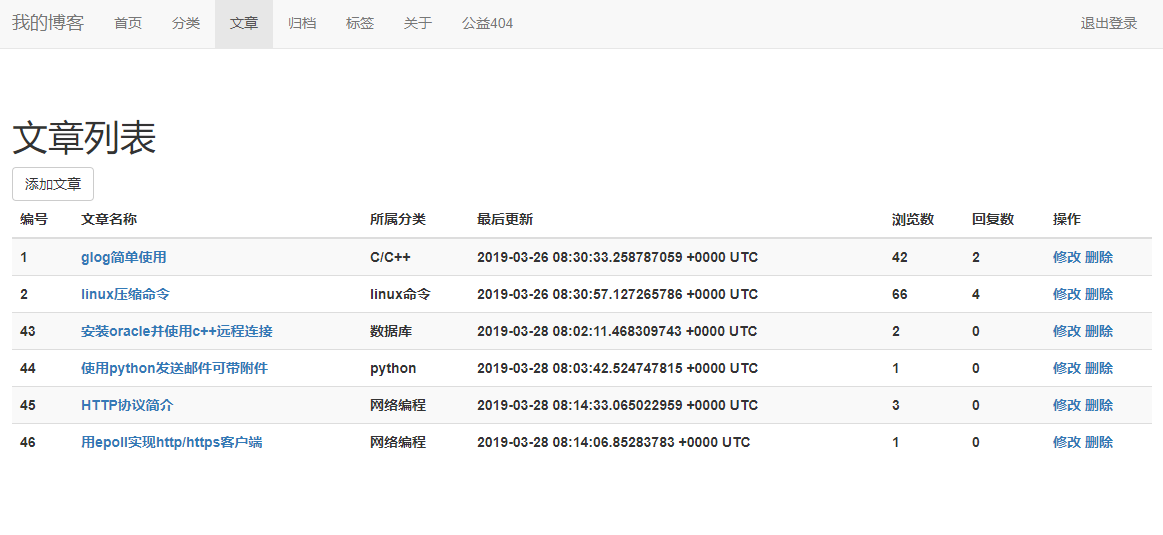 我的博客 首页 分类 文章 归档 标签 关于 公益404 退出登录
文章列表
添加文章
编号 文章名称 所属分类 最后更新 浏览数 回复数 操作
1 glog简单使用 C/C++ 2019-03-26 08:30:33.258787059 +0000 UTC 42 2 修改 删除
2 linux压缩命令 linux命令 2019-03-26 08:30:57.127265786 +0000 UTC 66 4 修改 删除
43 安装oracle并使用c++远程连接 数据库 2019-03-28 08:02:11.468309743 +0000 UTC 2 0 修改 删除
44 使用python发送邮件可带附件 python 2019-03-28 08:03:42.524747815 +0000 UTC 1 0 修改 删除
45 HTTP协议简介 网络编程 2019-03-28 08:14:33.065022959 +0000 UTC 3 0 修改 删除
46 用epoll实现http/https客户端 网络编程 2019-03-28 08:14:06.85283783 +0000 UTC 1 0 修改 删除